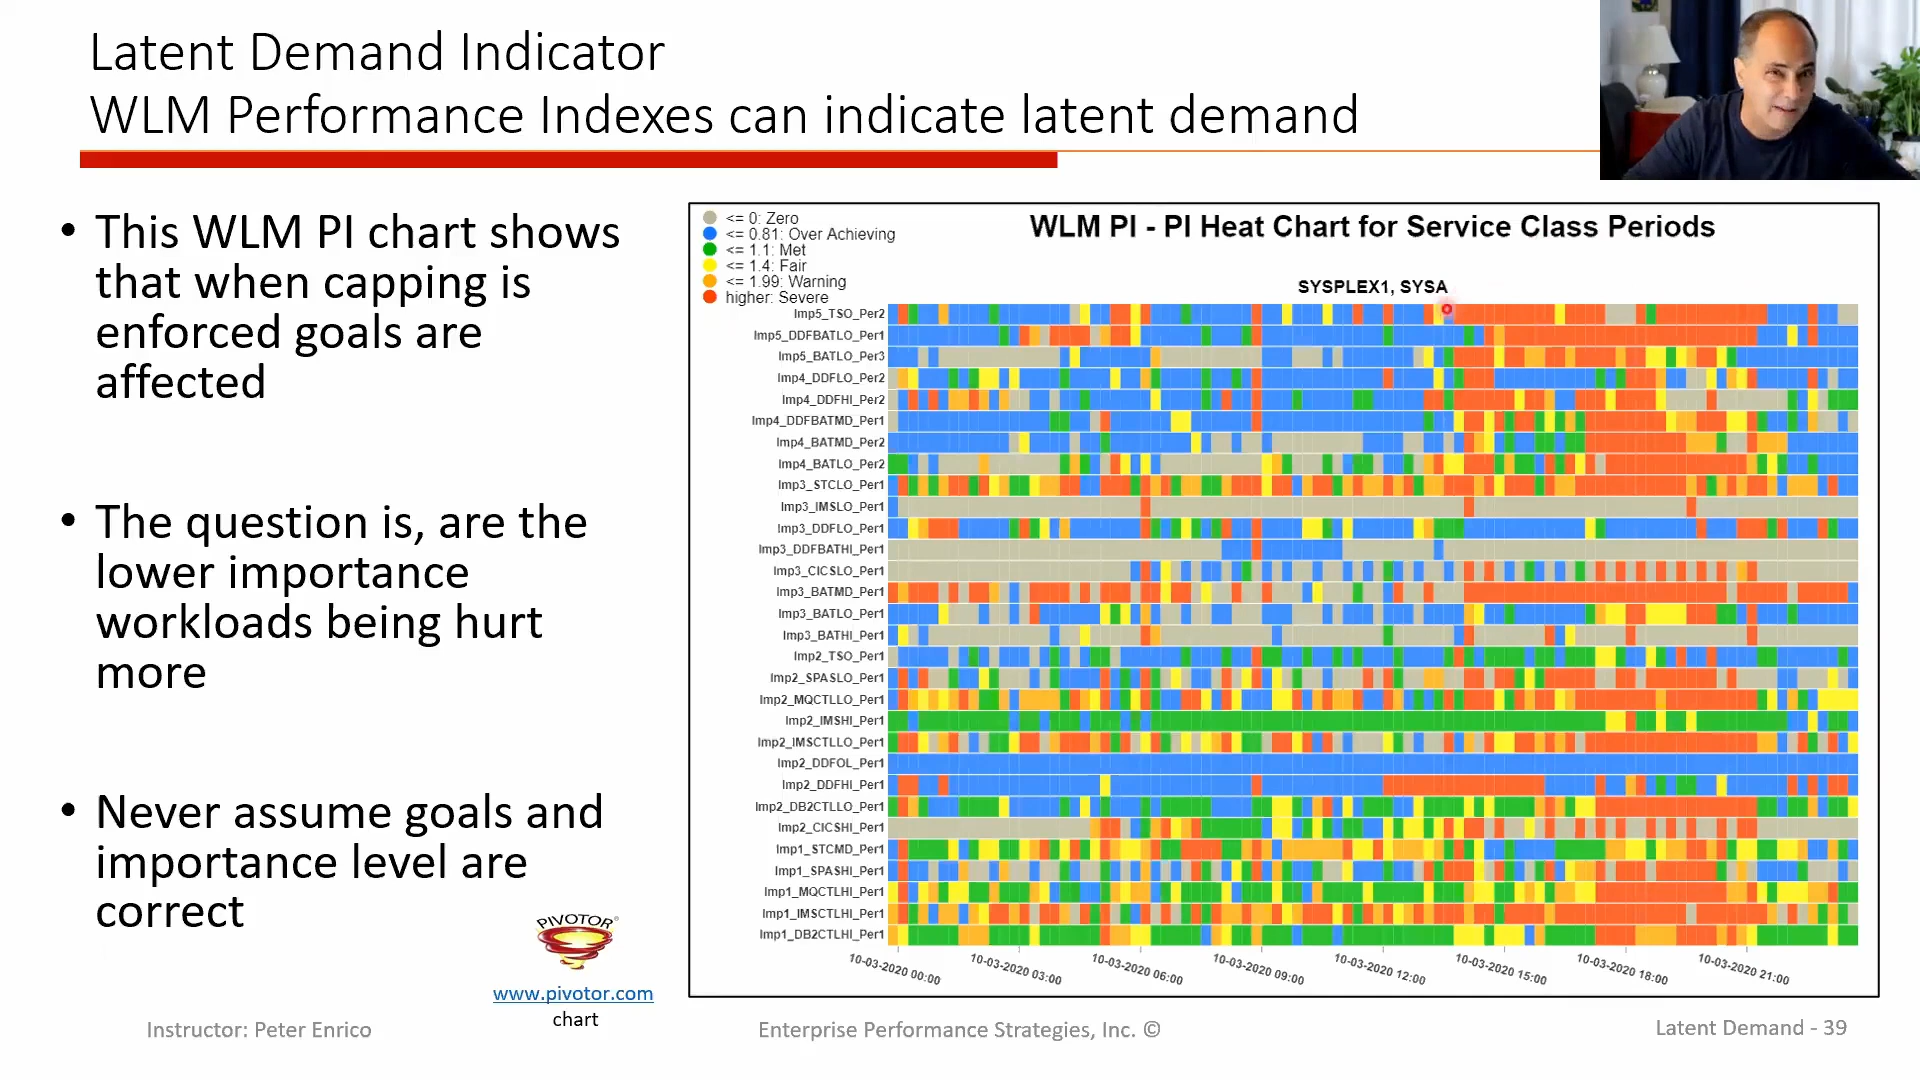 Latent Demand Indicator
WLM Performance Indexes can indicate latent demand
• This WLM PI chart shows
that when capping is
enforced goals are
affected
• The question is, are the
lower importance
workloads being hurt
more
• Never assume goals and
importance level are
correct
PIVOTOR®
www.pivotor.com
chart
<= 0: Zero
<= 0.81: Over Achieving
<= 1.1: Met
<= 1.4: Fair
<= 1.99: Warning
higher: Severe
WLM PI - PI Heat Chart for Service Class Periods
SYSPLEX1, SYSA
Imp5_TSO_Per2
Imp5_DDFBATLO_Per1
Imp5_BATLO_Per3
Imp4_DDFLO_Per2
Imp4_DDFHI_Per2
Imp4_DDFBATMD_Per1
Imp4_BATMD_Per2
Imp4_BATLO_Per2
Imp3_STCLO_Per1
Imp3_IMSLO_Per1
Imp3_DDFLO_Per1
Imp3_DDFBATHI_Per1
Imp3_CICSLO_Per1
Imp3_BATMD_Per1
Imp3_BATLO_Per1
Imp3_BATHI_Per1
Imp2_TSO_Per1
Imp2_SPASLO_Per1
Imp2_MQCTLLO_Per1
Imp2_IMSHI_Per1
Imp2_IMSCTLLO_Per1
Imp2_DDFOL_Per1
Imp2_DDFHI_Per1
Imp2_DB2CTLLO_Per1
Imp2_CICSHI_Per1
Imp1_STCMD_Per1
Imp1_SPASHI_Per1
Imp1_MQCTLHI_Per1
Imp1_IMSCTLHI_Per1
Imp1_DB2CTLHI_Per1
10-03-2020 00:00
10-03-2020 03:00
10-03-2020 06:00
10-03-2020 09:00
10-03-2020 12:00
10-03-2020 15:00
10-03-2020 18:00
10-03-2020 21:00
Instructor: Peter Enrico
Enterprise Performance Strategies, Inc. ©
Latent Demand - 39